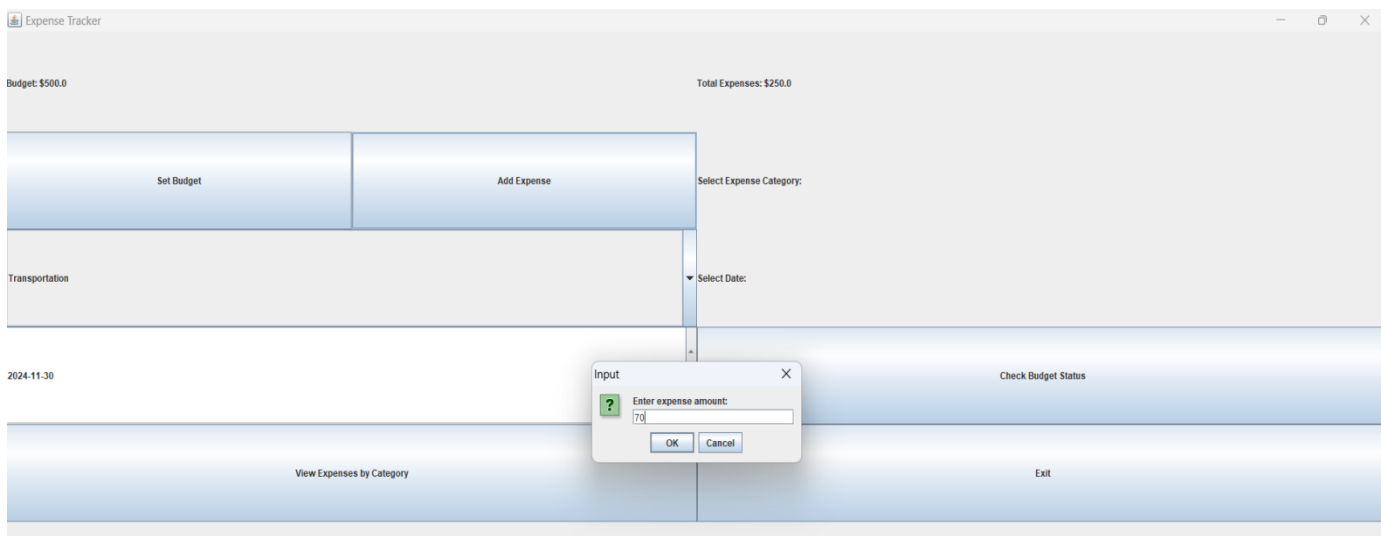 Expense Tracker
Budget: $500.0
Total Expenses: $250.0
Set Budget
Add Expense
Select Expense Category:
Transportation
Select Date:
2024-11-30
Check Budget Status
Input
?
Enter expense amount:
70
OK
Cancel
View Expenses by Category
Exit